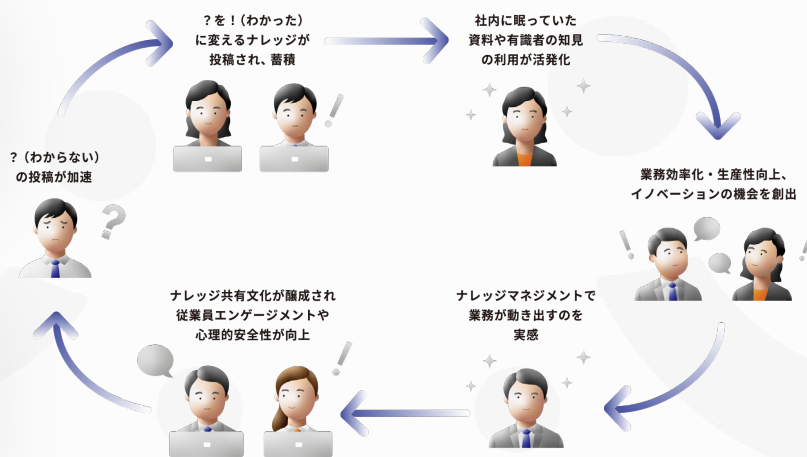 ?を!(わかった)
に変えるナレッジが
投稿され、蓄積
社内に眠っていた
資料や有識者の知見
の利用が活発化
業務効率化・生産性向上、
イノベーションの機会を創出
ナレッジマネジメントで
業務が動き出すのを
実感
ナレッジ共有文化が醸成され
従業員エンゲージメントや
心理的安全性が向上
?(わからない)
の投稿が加速